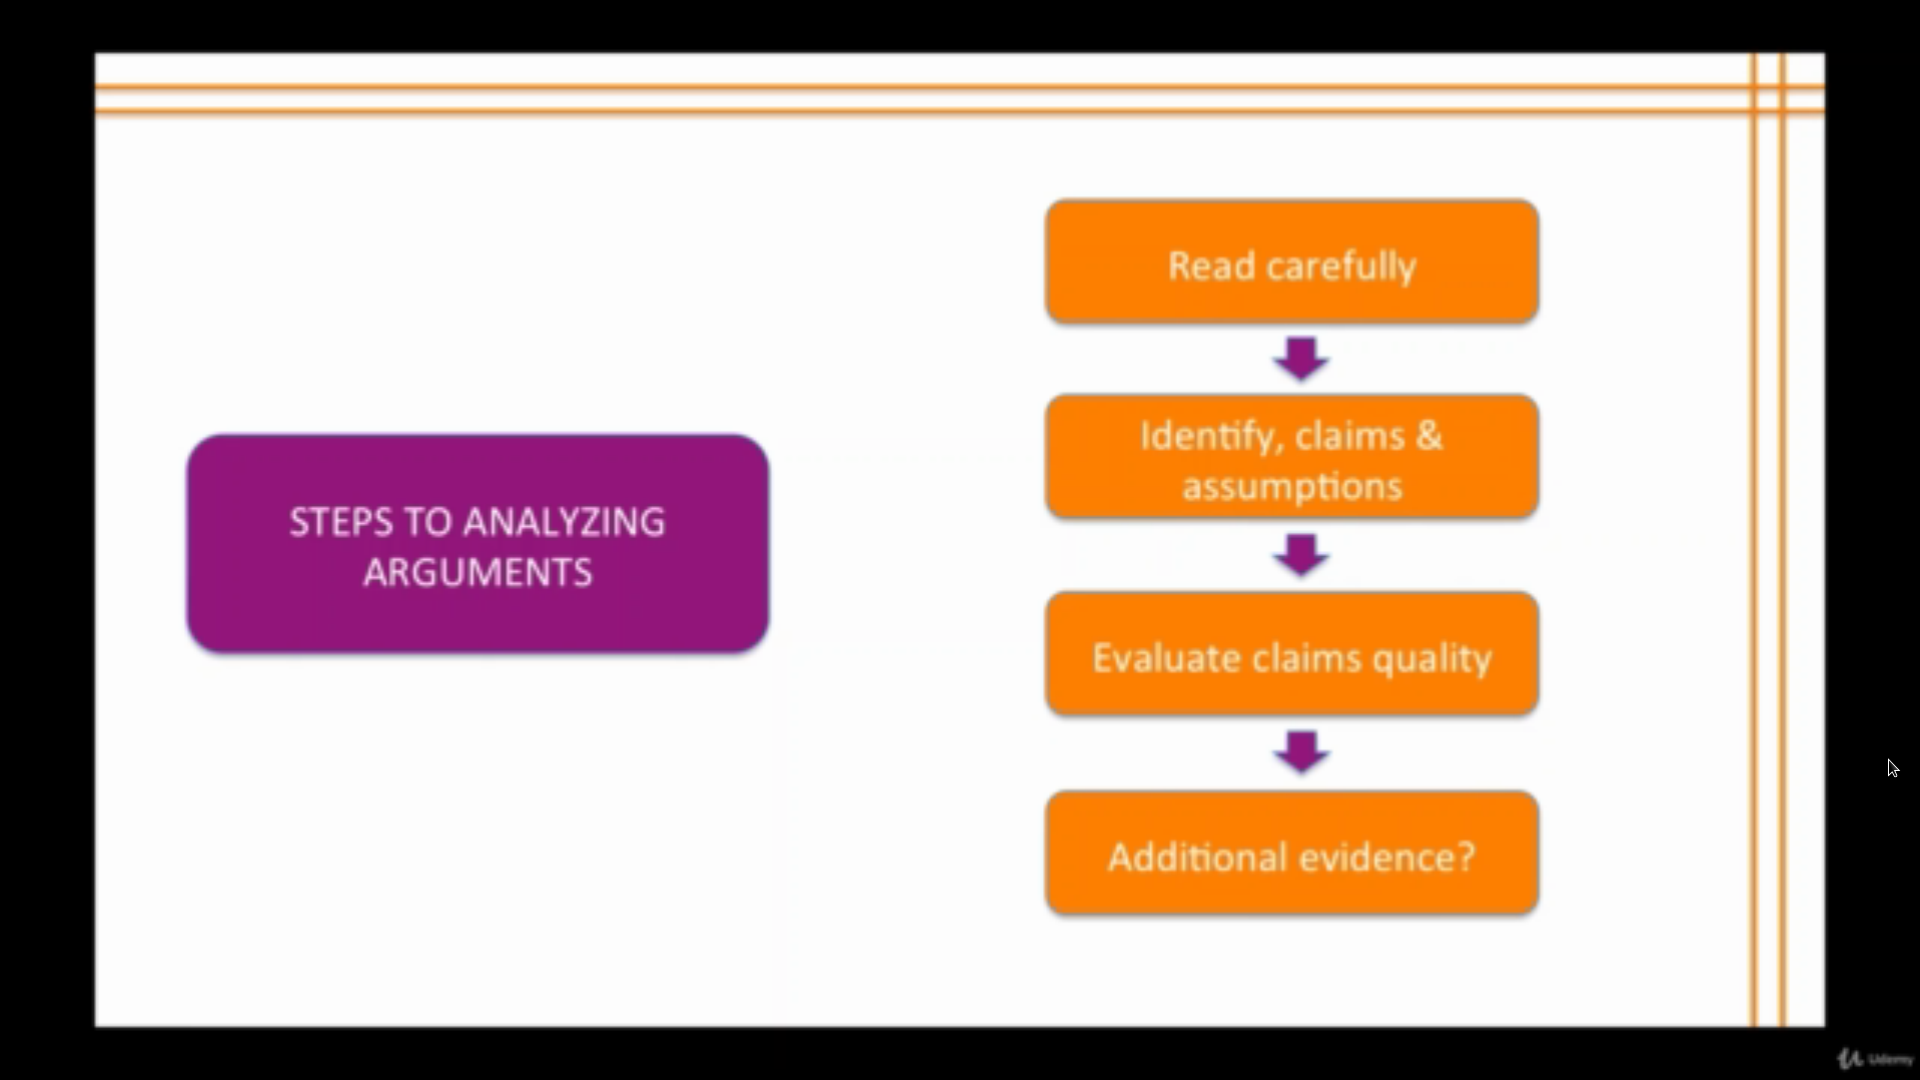 STEPS TO ANALYZING
ARGUMENTS
Read carefully
Identify, claims &
assumptions
Evaluate claims quality
Additional evidence?
Udemy